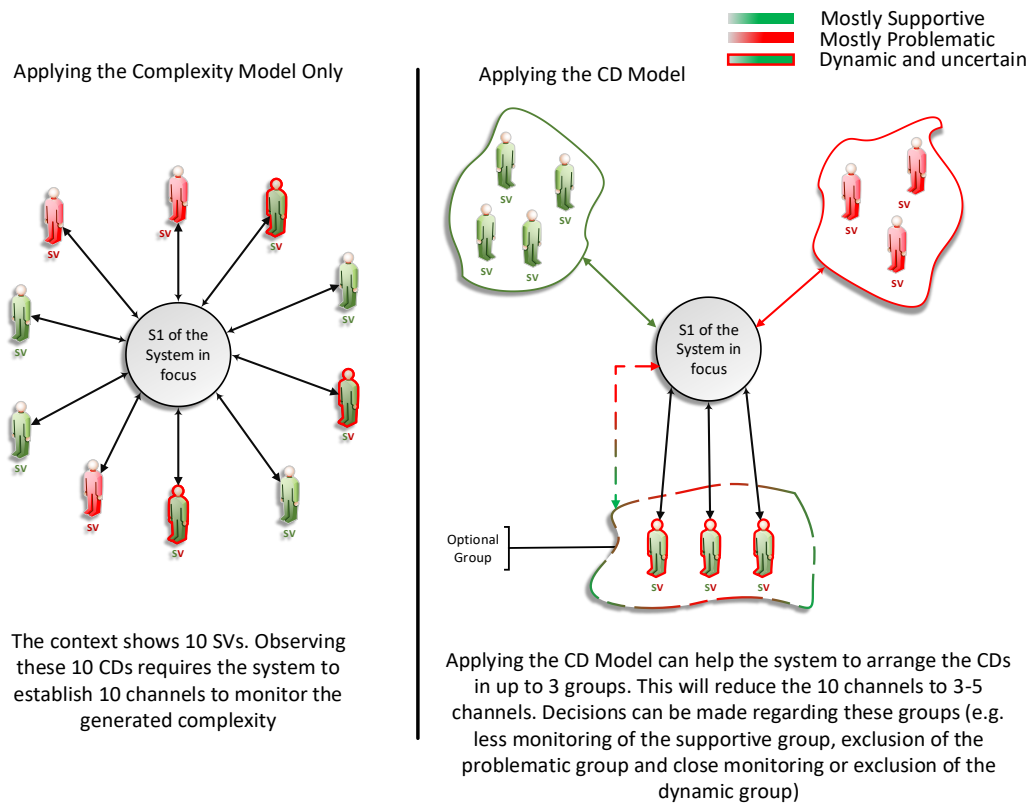 Mostly Supportive
Mostly Problematic
Dynamic and uncertain
Applying the Complexity Model Only
SV
SV
SV
SV
SV
SV
SV
SV
SV
SV
S1 of the
System in
focus
The context shows 10 SVs. Observing
these 10 CDs requires the system to
establish 10 channels to monitor the
generated complexity
Applying the CD Model
SV
SV
SV
SV
SV
SV
SV
S1 of the
System in
focus
Optional
Group
SV
SV
SV
Applying the CD Model can help the system to arrange the CDs
in up to 3 groups. This will reduce the 10 channels to 3-5
channels. Decisions can be made regarding these groups (e.g.
less monitoring of the supportive group, exclusion of the
problematic group and close monitoring or exclusion of the
dynamic group)